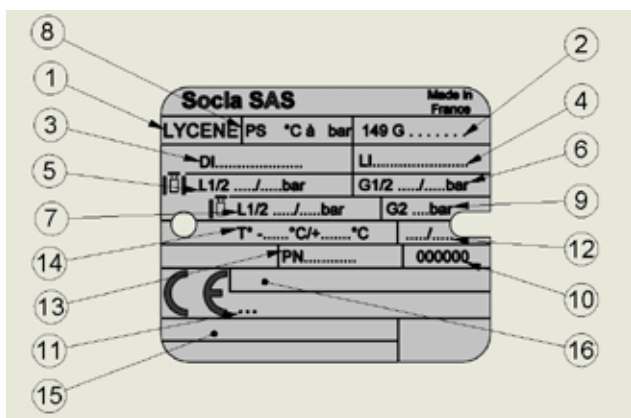 8
2
Socla SAS Made in France
1
4
LYCENE PS °C à bar 149 G . . . . . .
3
DI................... LI......................
6
5
L1/2 ..../.....bar G1/2 ..../.....bar
7
L1/2 ..../.....bar G2 ....bar
9
14
T° -......°C/+.......°C ..../.....
12
13
PN............ 000000
10
CE
11
...
16
15